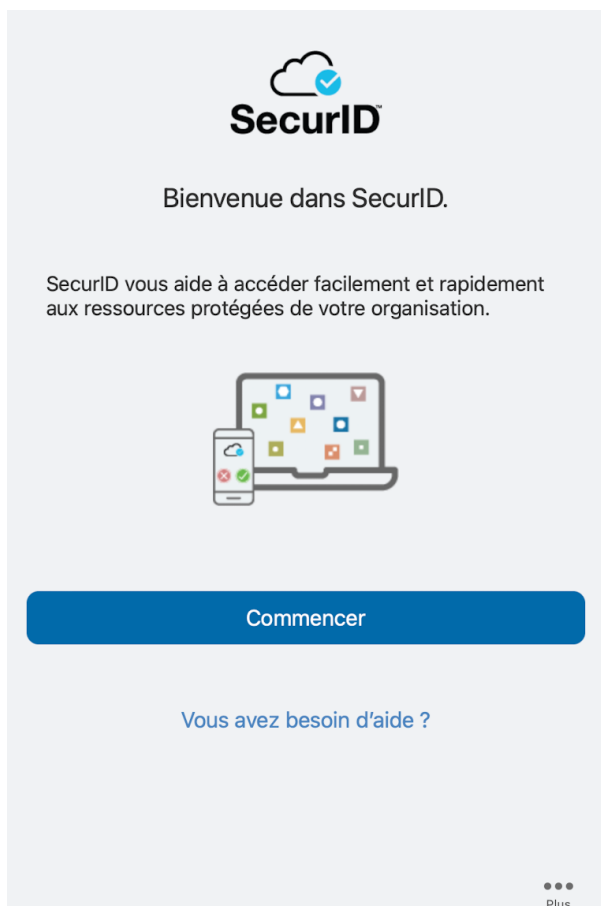 SecurID™
Bienvenue dans SecurID.
SecurID vous aide à accéder facilement et rapidement
aux ressources protégées de votre organisation.
Commencer
Vous avez besoin d’aide ?
Plus